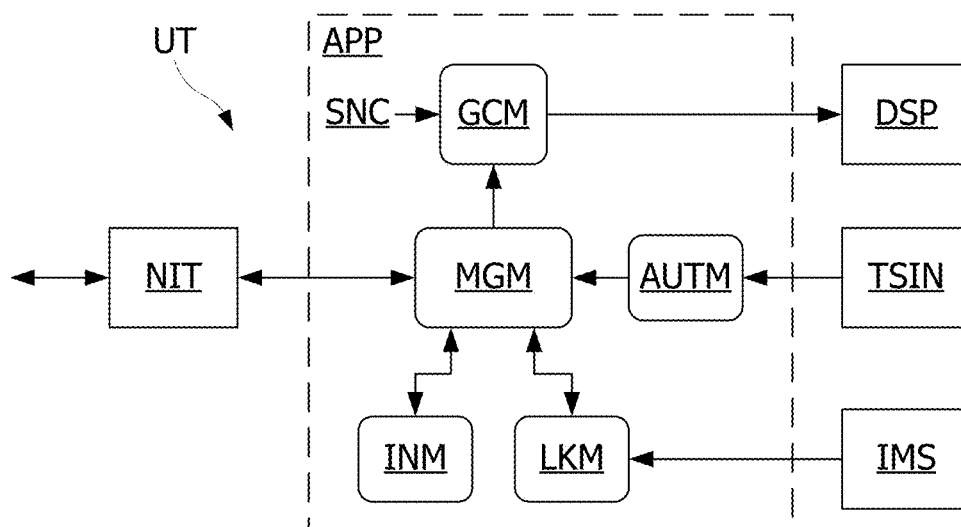 UT
APP
SNC
GCM
DSP
NIT
MGM
AUTM
TSIN
INM
LKM
IMS